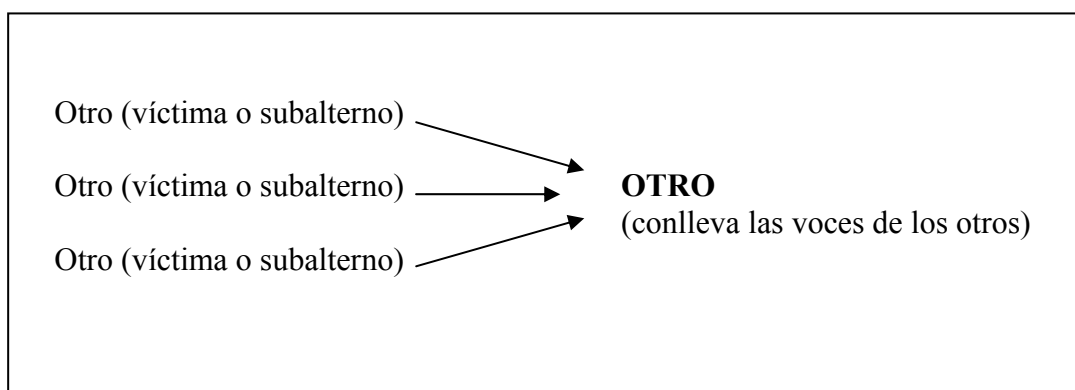 Otro (víctima o subalterno)
Otro (víctima o subalterno)
OTRO
(conlleva las voces de los otros)
Otro (víctima o subalterno)